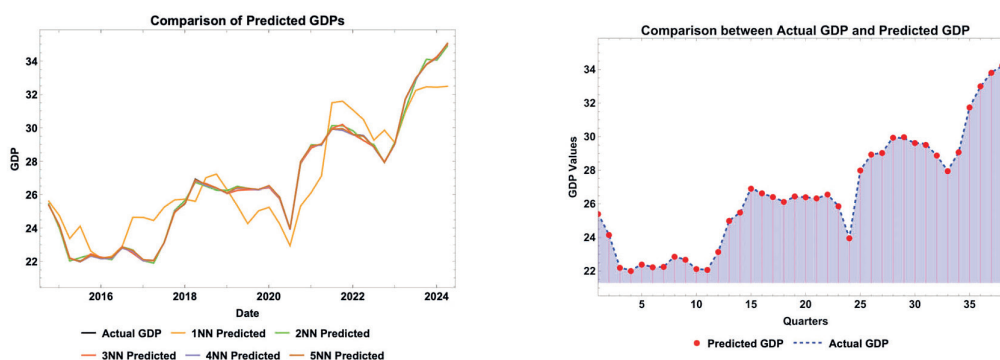 Comparison of Predicted GDPs
34
32
30
28
26
24
22
GDP
2016
2018
2020
2022
2024
Date
Actual GDP
1NN Predicted
2NN Predicted
3NN Predicted
4NN Predicted
5NN Predicted
Comparison between Actual GDP and Predicted GDP
34
32
30
28
26
24
22
GDP Values
5
10
15
20
25
30
35
Quarters
Predicted GDP
Actual GDP